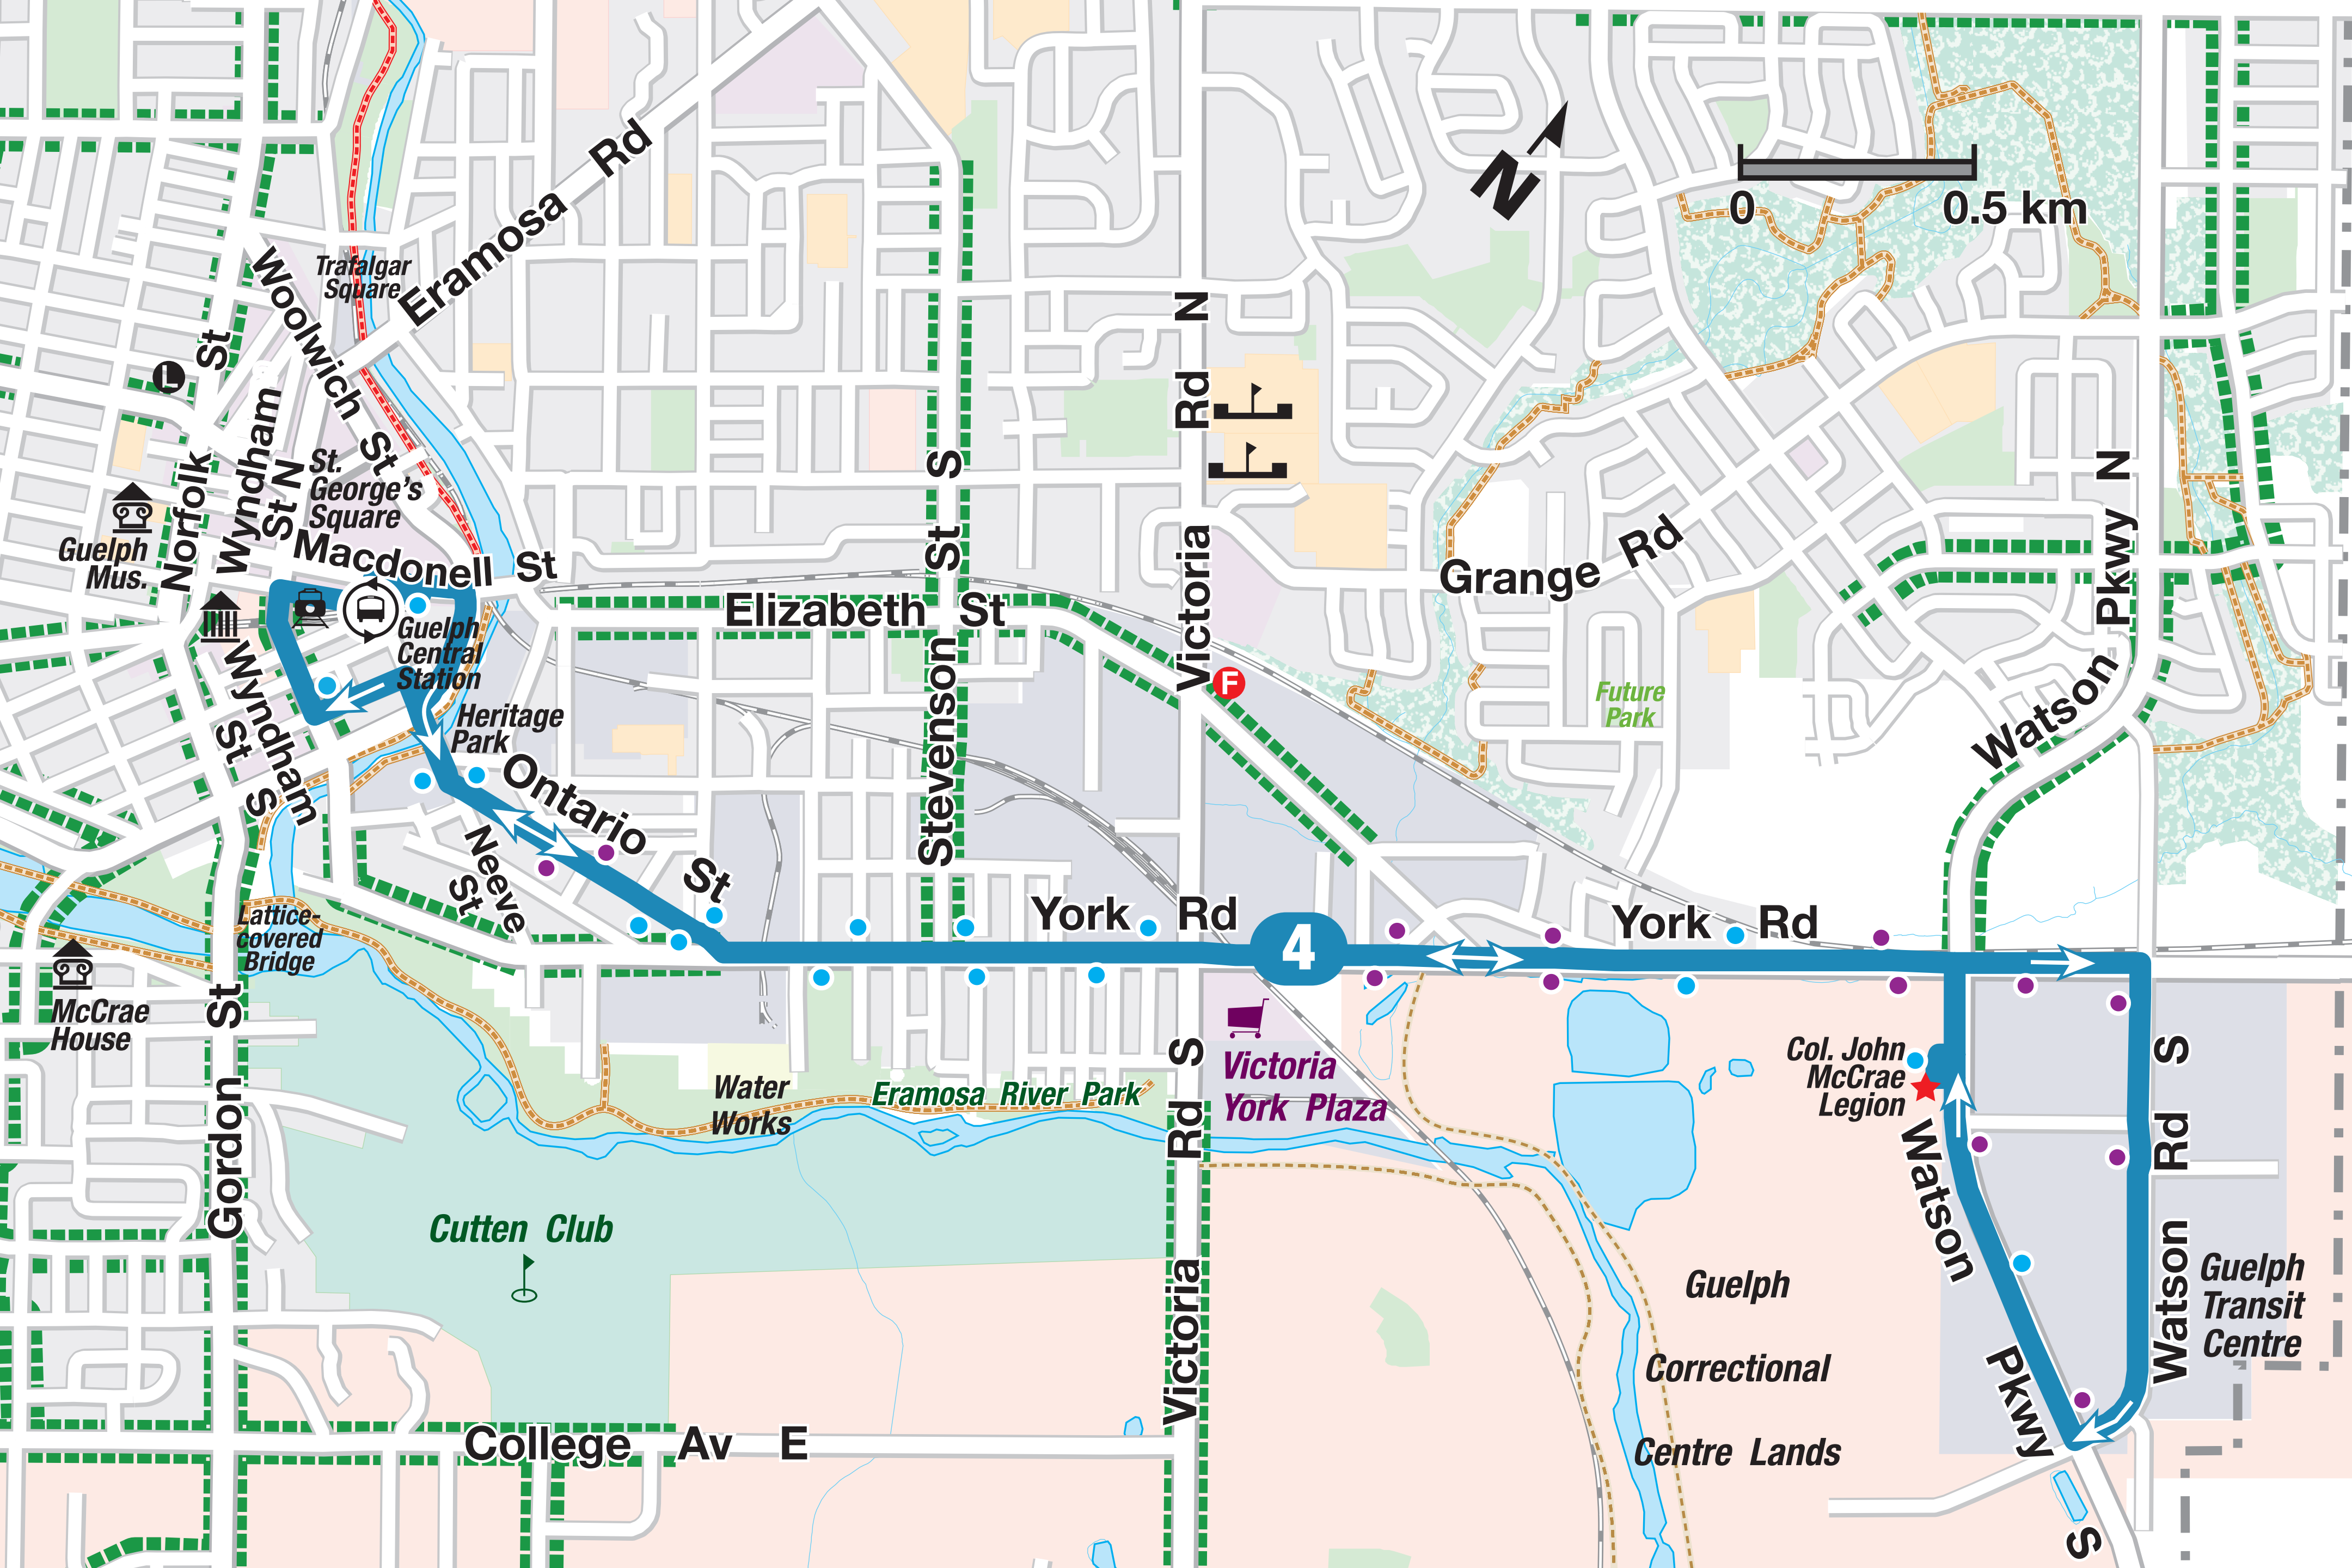 Eramosa Rd
N
0 0.5 km
Trafalgar
Square
Woolwich St
L
Norfolk St
Wyndham
St N
St.
George's
Square
Guelph
Mus.
Macdonell St
Guelph
Central
Station
Elizabeth St
Stevenson St S
Victoria Rd N
F
Grange Rd
Future
Park
Watson Pkwy N
Wyndham
St S
Heritage
Park
Ontario St
Neeve
St
York Rd
4
York Rd
Lattice-
covered
Bridge
McCrae
House
Gordon St
Water
Works
Eramosa River Park
Victoria
York Plaza
Victoria Rd S
Col. John
McCrae
Legion
Watson Pkwy S
Watson Rd S
Guelph
Transit
Centre
Cutten Club
Guelph
Correctional
Centre Lands
College Av E